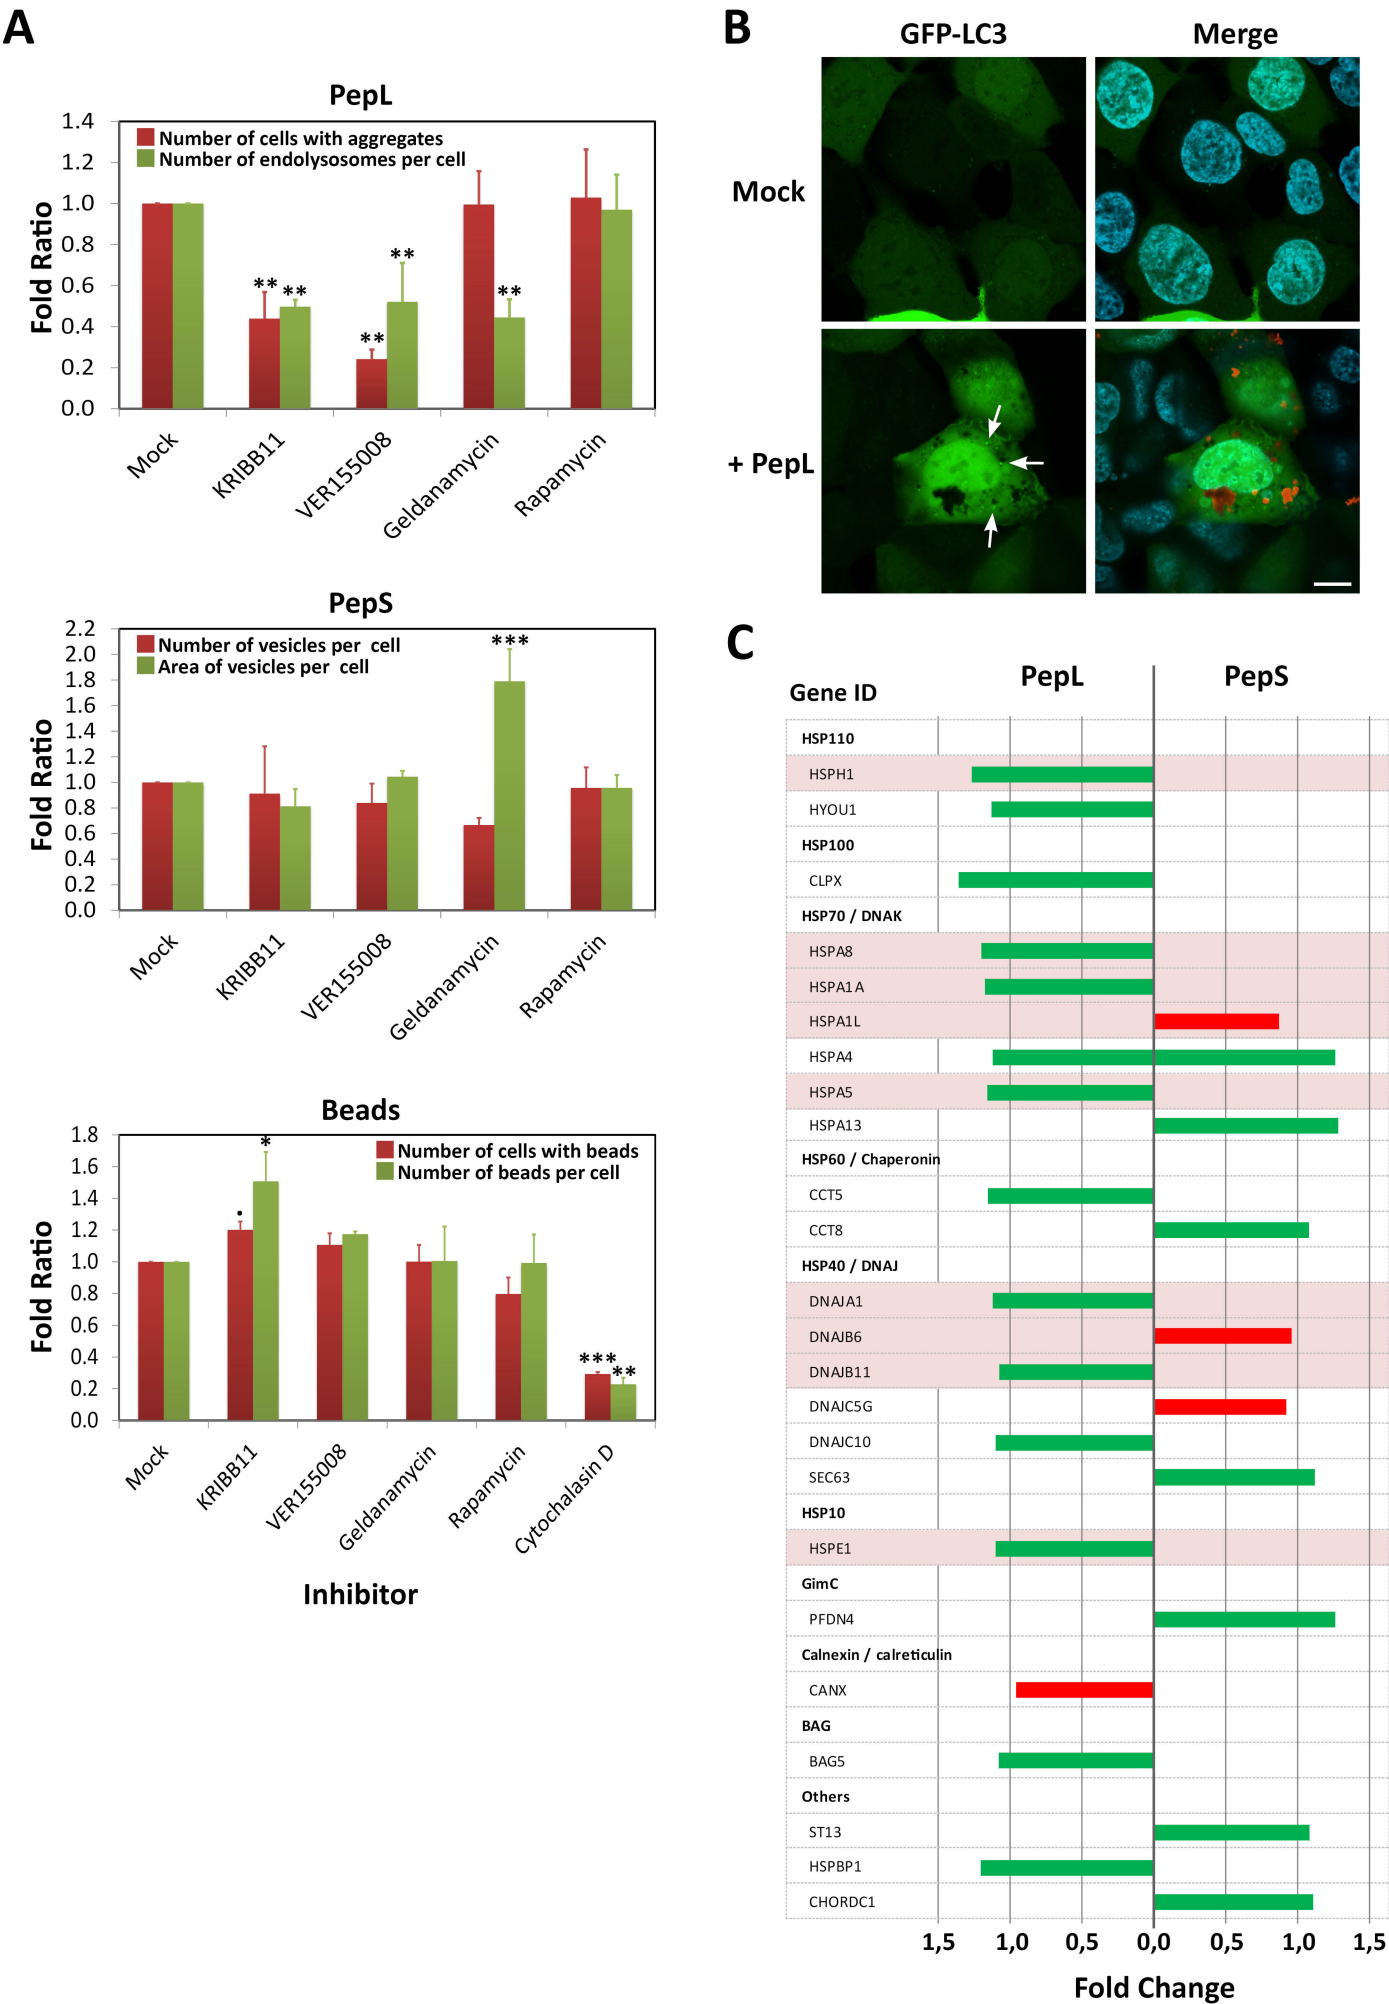 A
PepL
Number of cells with aggregates
Number of endolysosomes per cell
Fold Ratio
1.4
1.2
1.0
0.8
0.6
0.4
0.2
0.0
** **
**
**
**
Mock
KRIBB11
VER155008
Geldanamycin
Rapamycin
PepS
Number of vesicles per cell
Area of vesicles per cell
Fold Ratio
2.2
2.0
1.8
1.6
1.4
1.2
1.0
0.8
0.6
0.4
0.2
0.0
***
Mock
KRIBB11
VER155008
Geldanamycin
Rapamycin
Beads
Number of cells with beads
Number of beads per cell
Fold Ratio
1.8
1.6
1.4
1.2
1.0
0.8
0.6
0.4
0.2
0.0
•
*
***
**
Mock
KRIBB11
VER155008
Geldanamycin
Rapamycin
Cytochalasin D
Inhibitor
B
GFP-LC3 Merge
Mock
+ PepL
C
Gene ID PepL PepS
HSP110
HSPH1
HYOU1
HSP100
CLPX
HSP70 / DNAK
HSPA8
HSPA1A
HSPA1L
HSPA4
HSPA5
HSPA13
HSP60 / Chaperonin
CCT5
CCT8
HSP40 / DNAJ
DNAJA1
DNAJB6
DNAJB11
DNAJC5G
DNAJC10
SEC63
HSP10
HSPE1
GimC
PFDN4
Calnexin / calreticulin
CANX
BAG
BAG5
Others
ST13
HSPBP1
CHORDC1
1,5 1,0 0,5 0,0 0,5 1,0 1,5
Fold Change